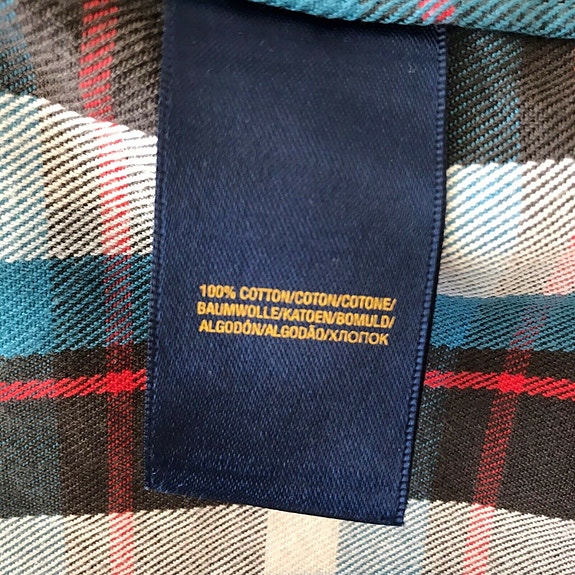 100% COTTON/COTON/COTONE/
BAUMWOLLE/KATOEN/BOMULD/
ALGODÓN/ALGODÃO/ХЛОПОК